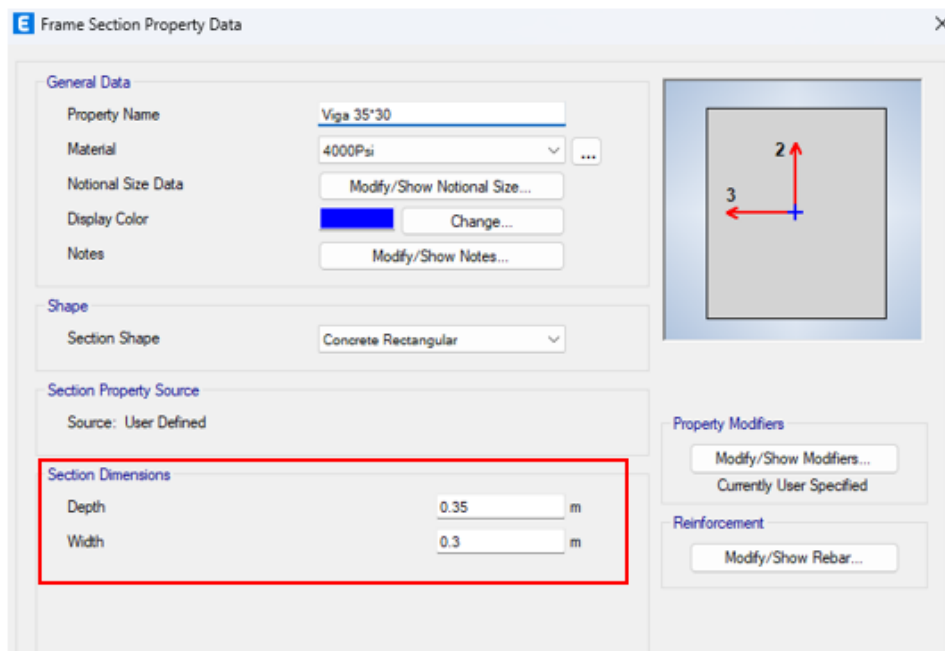 E Frame Section Property Data
General Data
Property Name Viga 35*30
Material 4000Psi ...
Notional Size Data Modify/Show Notional Size...
Display Color Change...
Notes Modify/Show Notes...
2
3
Shape
Section Shape Concrete Rectangular
Section Property Source
Source: User Defined
Property Modifiers
Modify/Show Modifiers...
Currently User Specified
Section Dimensions
Depth 0.35 m
Width 0.3 m
Reinforcement
Modify/Show Rebar...